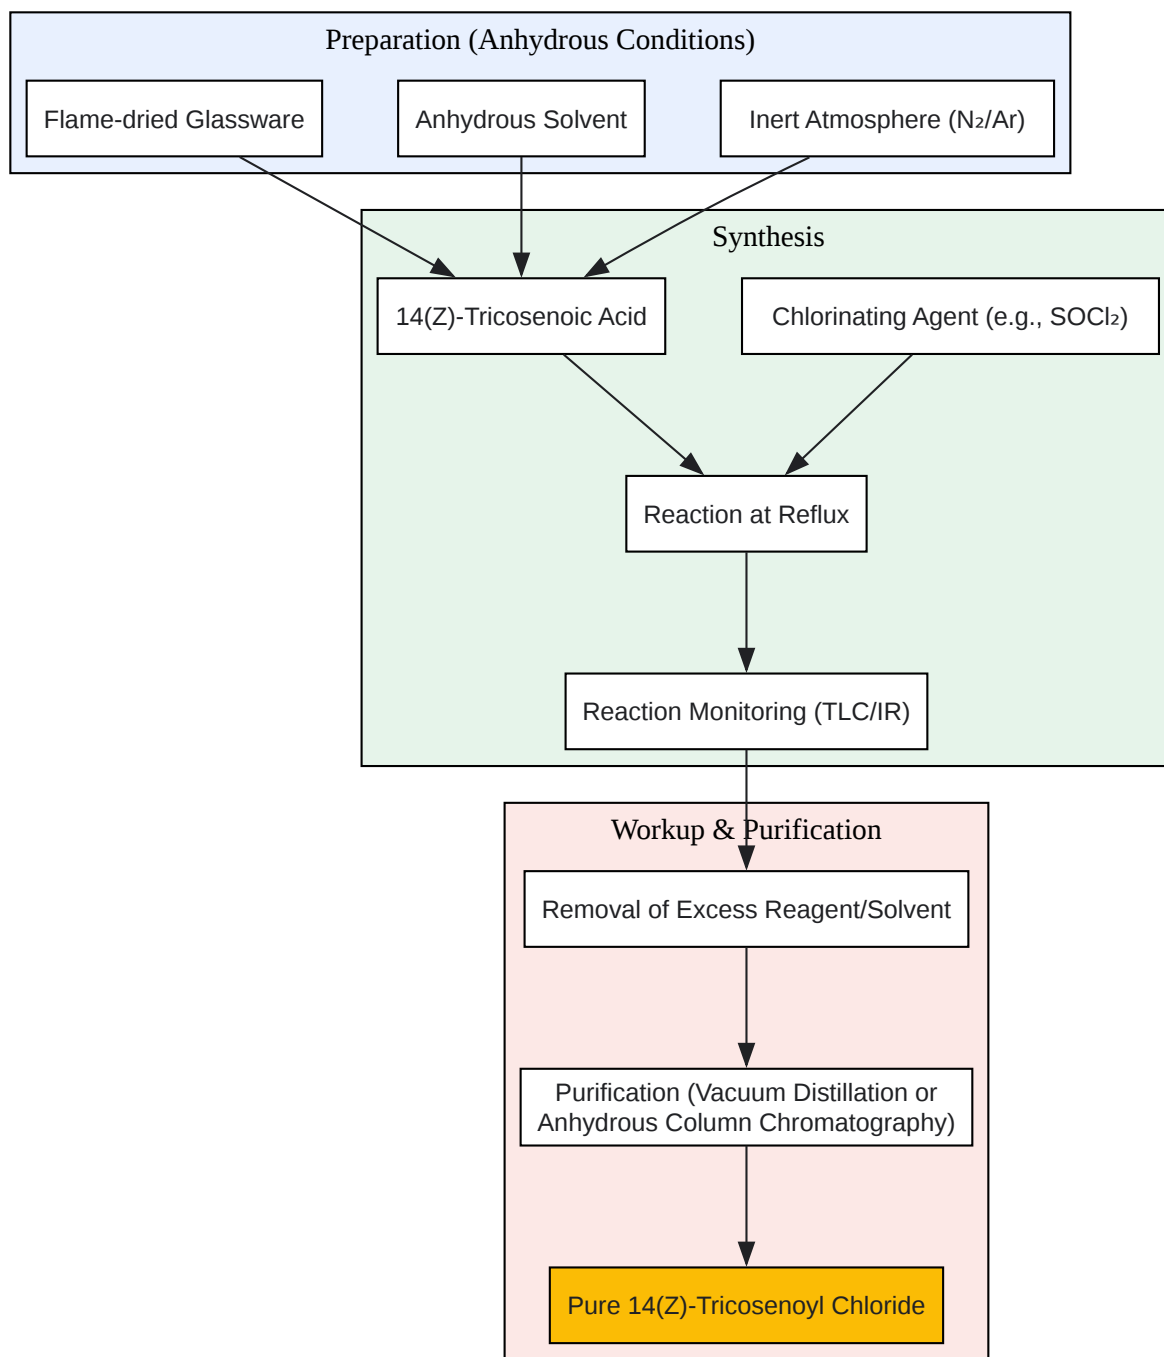 Preparation (Anhydrous Conditions)
Flame-dried Glassware
Anhydrous Solvent
Inert Atmosphere (N₂/Ar)
Synthesis
14(Z)-Tricosenoic Acid
Chlorinating Agent (e.g., SOCl₂)
Reaction at Reflux
Reaction Monitoring (TLC/IR)
Workup & Purification
Removal of Excess Reagent/Solvent
Purification (Vacuum Distillation or
Anhydrous Column Chromatography)
Pure 14(Z)-Tricosenoyl Chloride